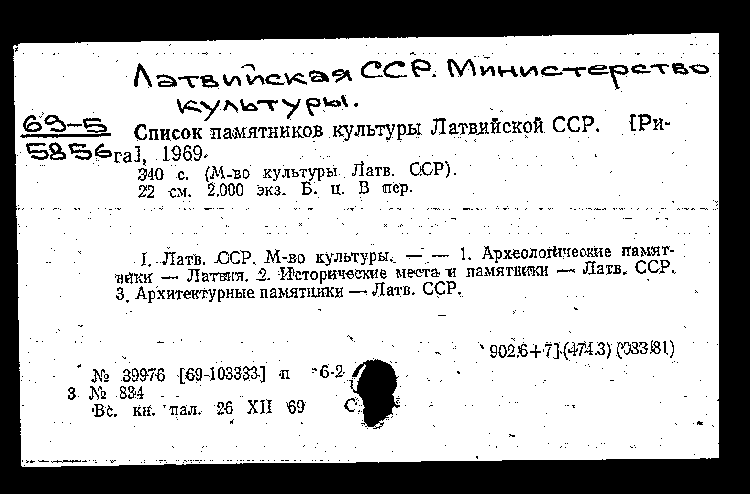 Латвийская ССР. Министерство
культуры.
69-5
5856
Список памятников культуры Латвийской ССР. [Ри-
га], 1969.
340 с. (М-во культуры Латв. ССР).
22 см. 2.000 экз. Б. ц. В пер.
I. Латв. ССР. М-во культуры. — — 1. Археологические памят-
ники — Латвия. 2. Исторические места и памятники — Латв. ССР.
3. Архитектурные памятники — Латв. ССР.
902.6+7](474.3) (083.81)
№ 39976 [69-103333] п 6-2
3 № 834
Вс. кн. пал. 26 XII 69 С